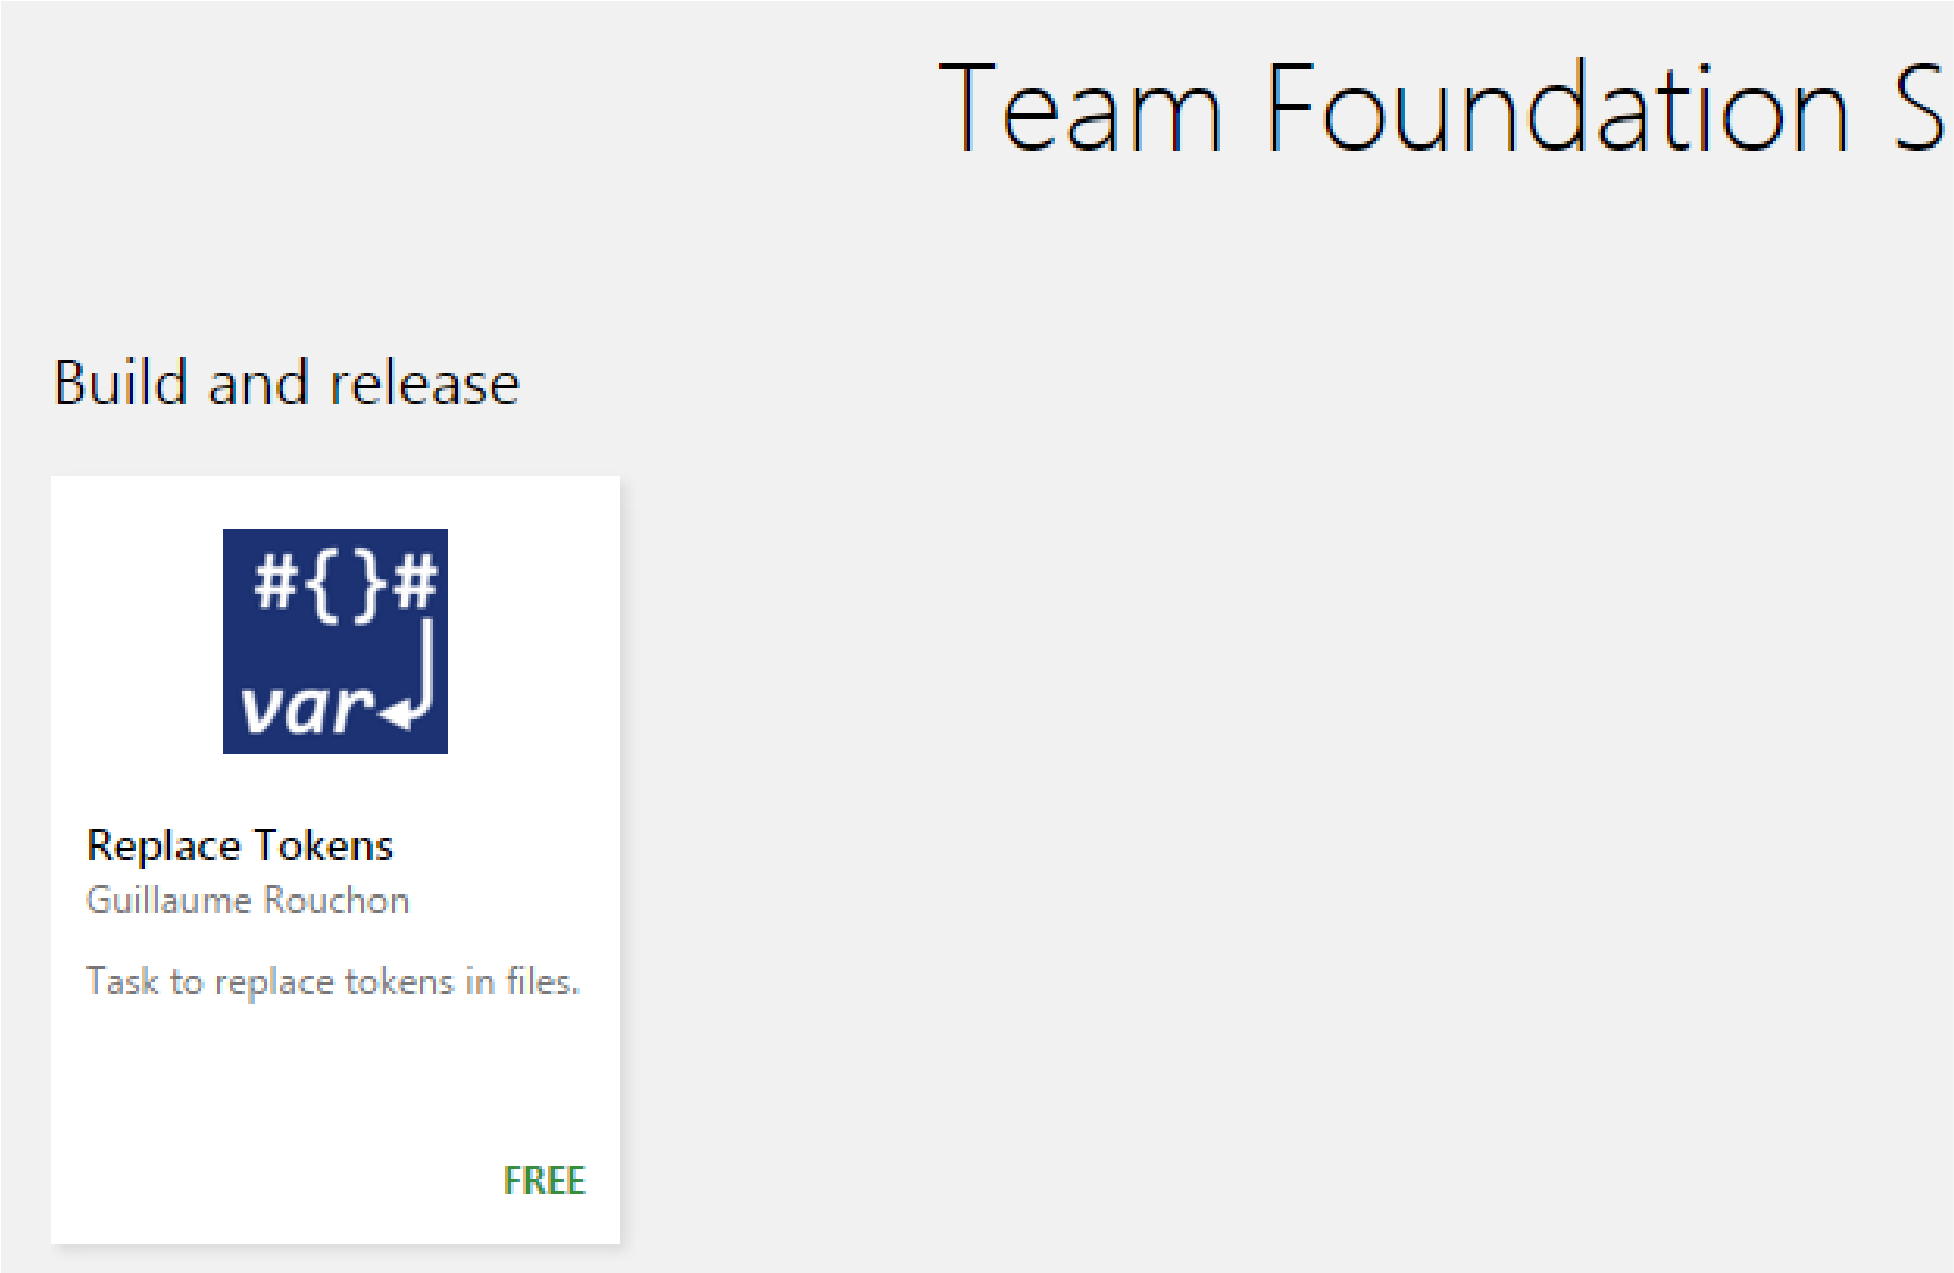 Team Foundation S
Build and release
#{}#
var
Replace Tokens
Guillaume Rouchon
Task to replace tokens in files.
FREE